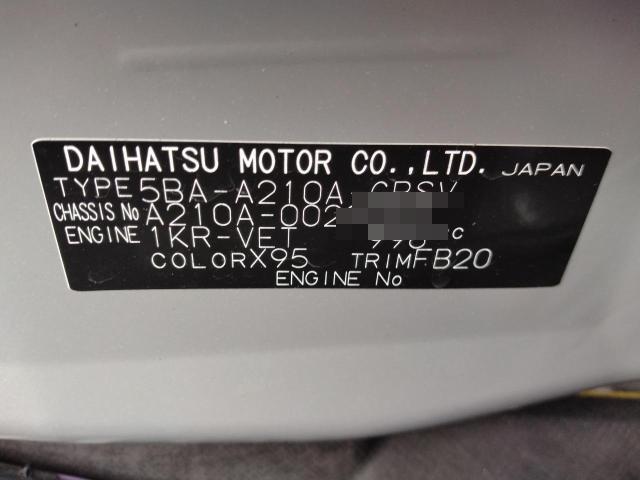 DAIHATSU MOTOR CO.,LTD. JAPAN
TYPE 5BA-A210A
CHASSIS No A210A-002
ENGINE 1KR-VET CC
COLOR X95 TRIM FB20
ENGINE No